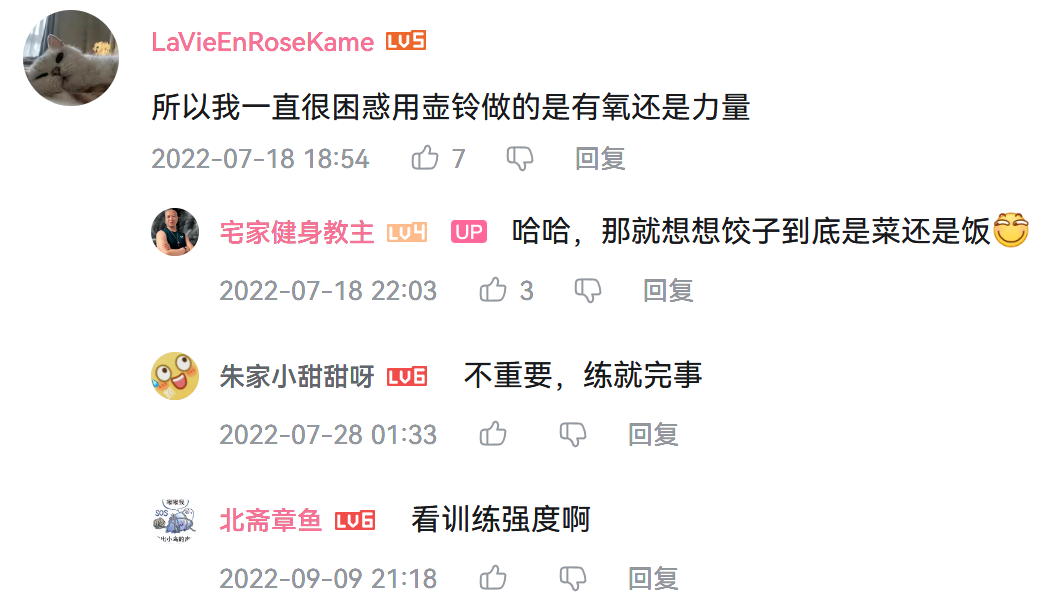 LaVieEnRoseKame LV5
所以我一直很困惑用壶铃做的是有氧还是力量
2022-07-18 18:54 7 回复
宅家健身教主 LV4 UP 哈哈，那就想想饺子到底是菜还是饭
2022-07-18 22:03 3 回复
朱家小甜甜呀 LV6 不重要，练就完事
2022-07-28 01:33 回复
SOS
北斋章鱼 LV6 看训练强度啊
2022-09-09 21:18 回复